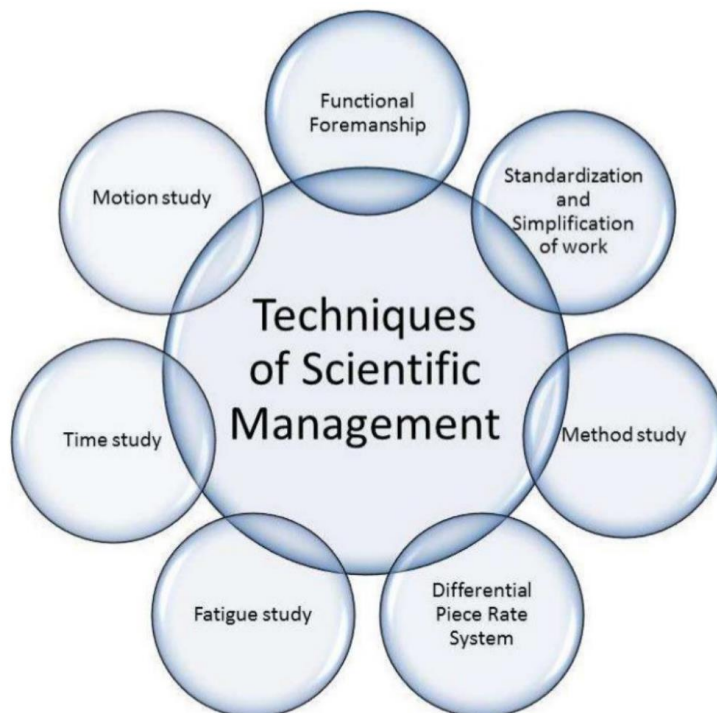 Functional
Foremanship
Standardization
and
Simplification
of work
Method study
Differential
Piece Rate
System
Fatigue study
Time study
Motion study
Techniques
of Scientific
Management